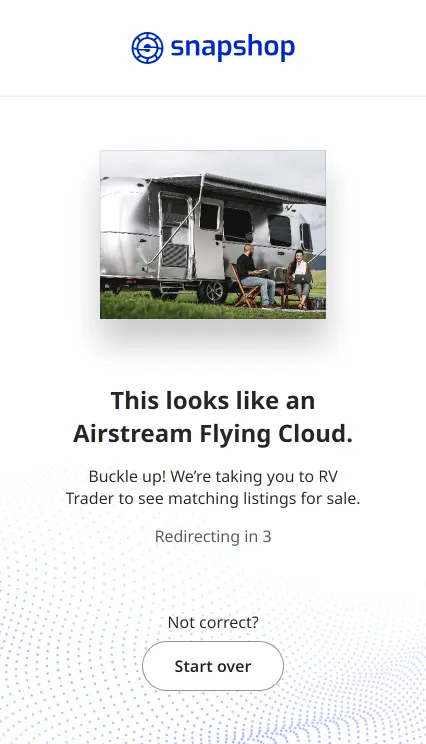 snapshop
This looks like an
Airstream Flying Cloud.
Buckle up! We’re taking you to RV
Trader to see matching listings for sale.
Redirecting in 3
Not correct?
Start over